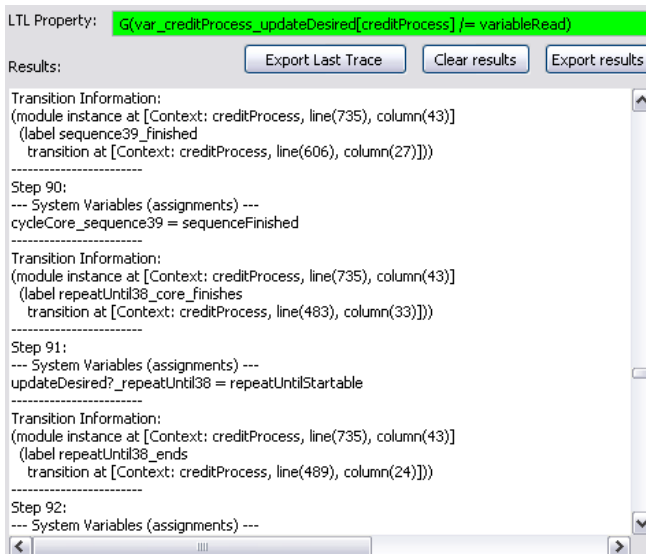 LTL Property: G(var_creditProcess_updateDesired[creditProcess] /= variableRead)
Results: Export Last Trace Clear results Export results
Transition Information:
(module instance at [Context: creditProcess, line(735), column(43)]
(label sequence39_finished
transition at [Context: creditProcess, line(606), column(27)]))
------------------------
Step 90:
--- System Variables (assignments) ---
cycleCore_sequence39 = sequenceFinished
------------------------
Transition Information:
(module instance at [Context: creditProcess, line(735), column(43)]
(label repeatUntil38_core_finishes
transition at [Context: creditProcess, line(483), column(33)]))
------------------------
Step 91:
--- System Variables (assignments) ---
updateDesired?_repeatUntil38 = repeatUntilStartable
------------------------
Transition Information:
(module instance at [Context: creditProcess, line(735), column(43)]
(label repeatUntil38_ends
transition at [Context: creditProcess, line(489), column(24)]))
------------------------
Step 92:
--- System Variables (assignments) ---